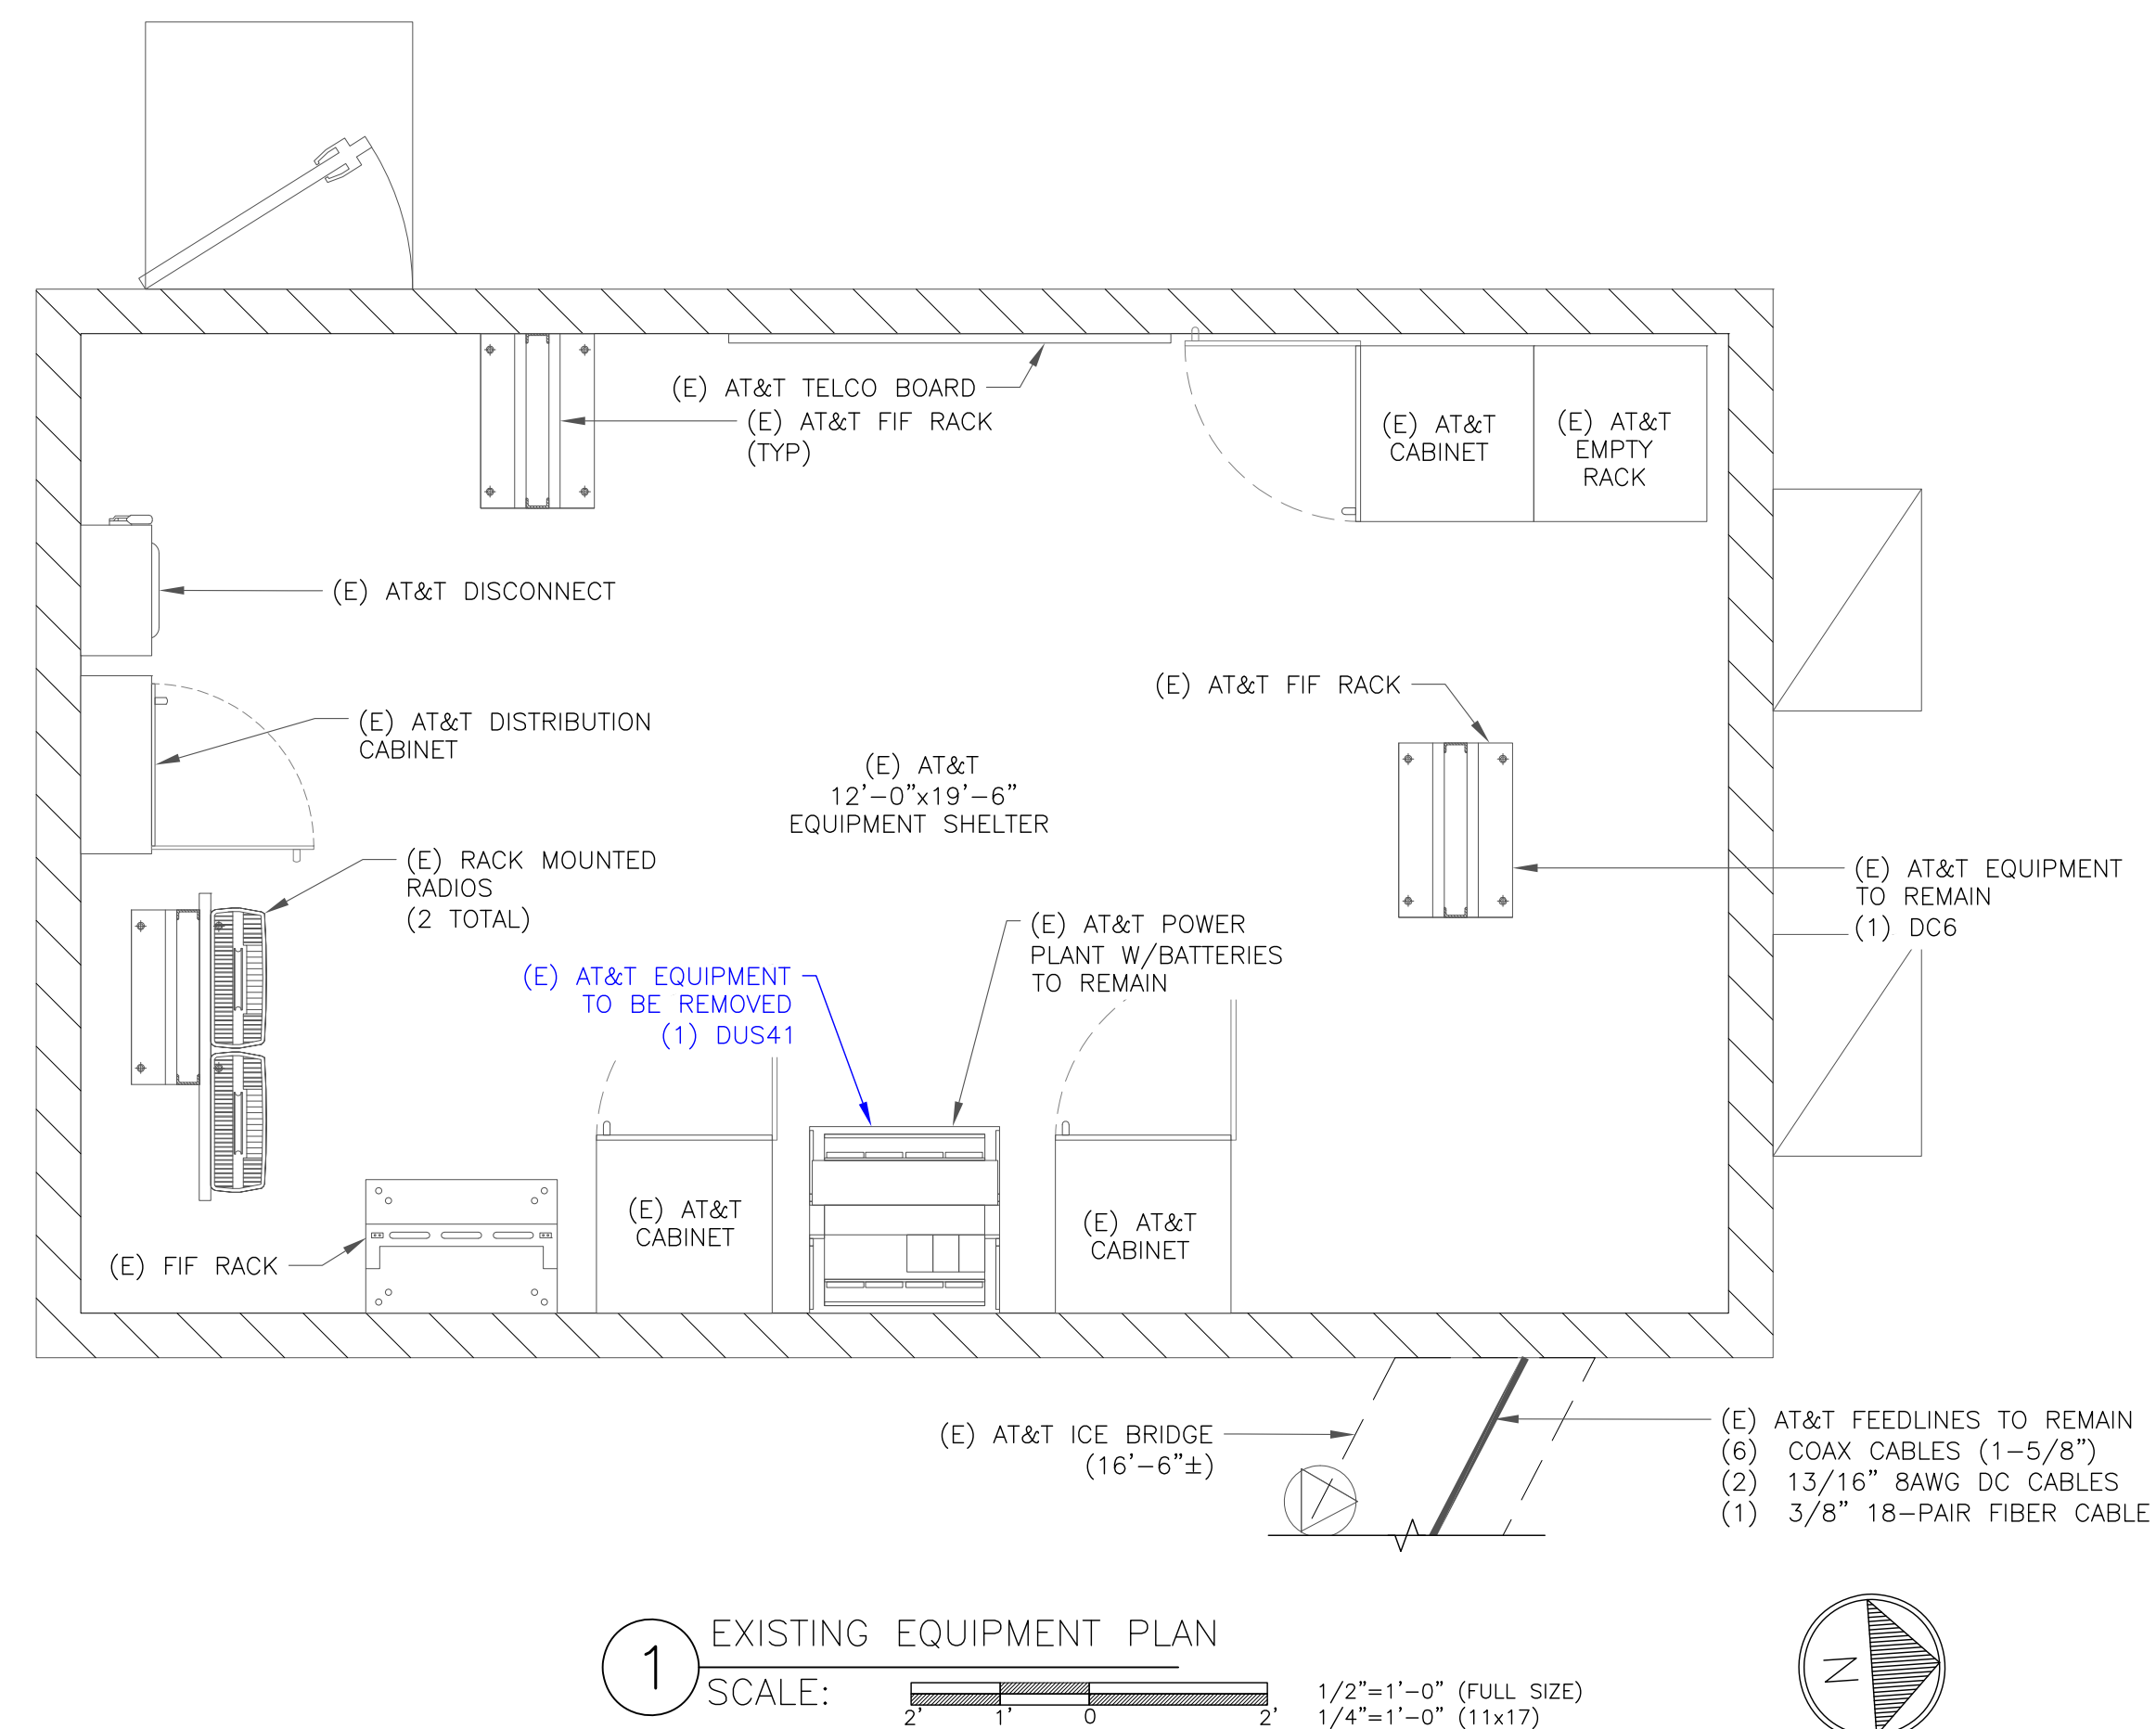 (E) AT&T TELCO BOARD
(E) AT&T FIF RACK
(TYP)
(E) AT&T
CABINET
(E) AT&T
EMPTY
RACK
(E) AT&T DISCONNECT
(E) AT&T FIF RACK
(E) AT&T DISTRIBUTION
CABINET
(E) AT&T
12'-0"x19'-6"
EQUIPMENT SHELTER
(E) RACK MOUNTED
RADIOS
(2 TOTAL)
(E) AT&T EQUIPMENT
TO REMAIN
(1) DC6
(E) AT&T POWER
PLANT W/BATTERIES
TO REMAIN
(E) AT&T EQUIPMENT
TO BE REMOVED
(1) DUS41
(E) AT&T
CABINET
(E) AT&T
CABINET
(E) FIF RACK
(E) AT&T ICE BRIDGE
(16'-6"±)
(E) AT&T FEEDLINES TO REMAIN
(6) COAX CABLES (1-5/8")
(2) 13/16" 8AWG DC CABLES
(1) 3/8" 18-PAIR FIBER CABLE
1
EXISTING EQUIPMENT PLAN
SCALE:
2' 1' 0 2'
1/2"=1'-0" (FULL SIZE)
1/4"=1'-0" (11x17)
N